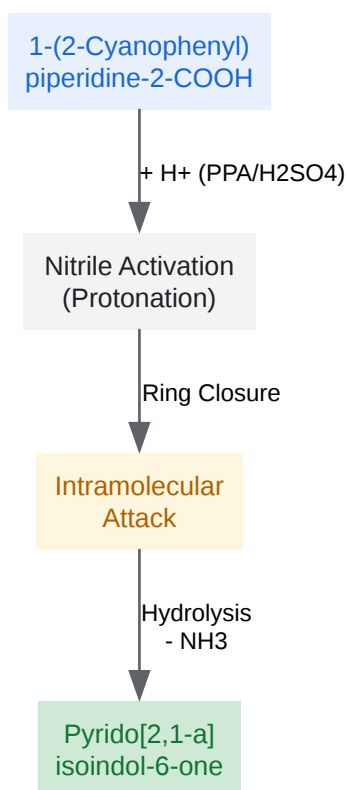 1-(2-Cyanophenyl)
piperidine-2-COOH
+ H+ (PPA/H2SO4)
Nitrile Activation
(Protonation)
Ring Closure
Intramolecular
Attack
Hydrolysis
- NH3
Pyrido[2,1-a]
isoindol-6-one